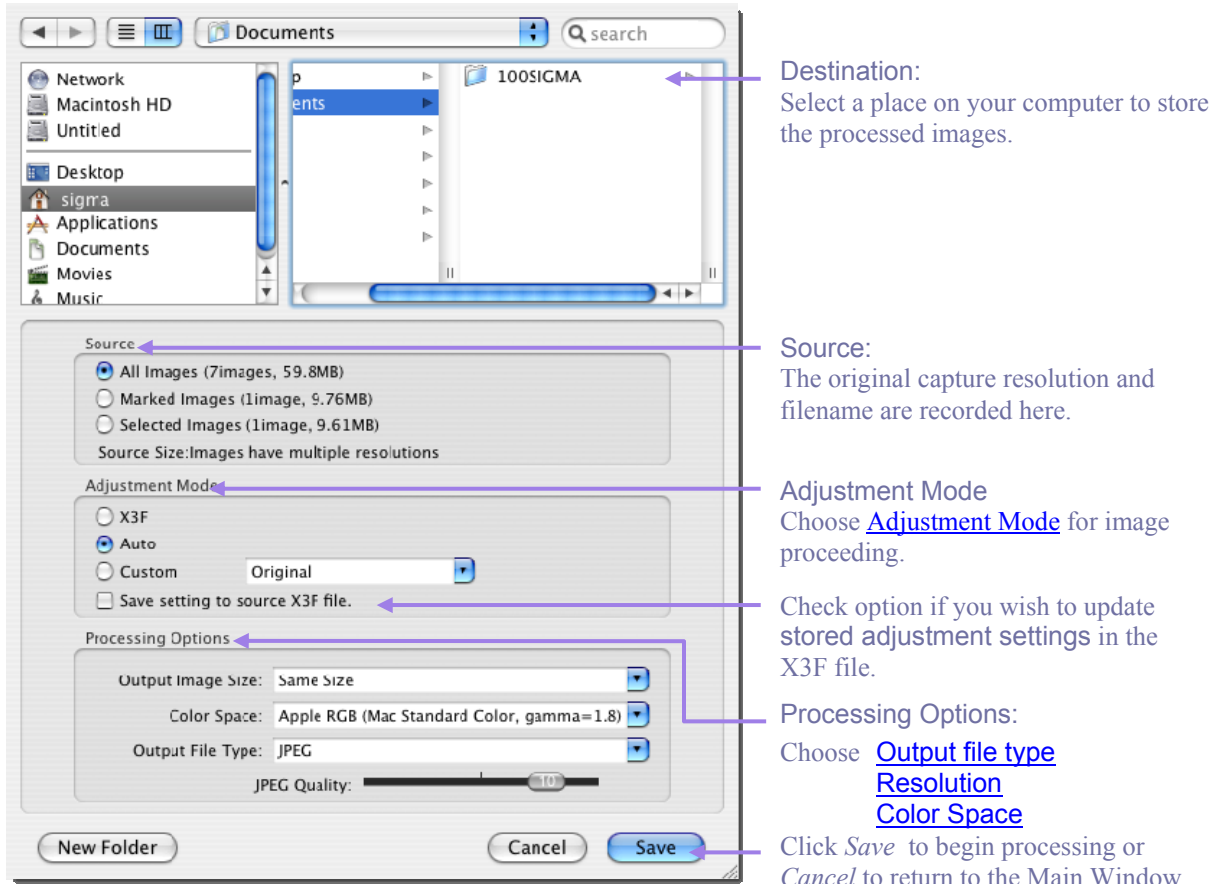 Documents
search
Network
Macintosh HD
Untitled
Desktop
sigma
Applications
Documents
Movies
Music
p
ents
100SIGMA
Destination:
Select a place on your computer to store
the processed images.
Source
All Images (7images, 59.8MB)
Marked Images (1image, 9.76MB)
Selected Images (1image, 9.61MB)
Source Size:Images have multiple resolutions
Source:
The original capture resolution and
filename are recorded here.
Adjustment Mode
X3F
Auto
Custom Original
Save setting to source X3F file.
Adjustment Mode
Choose Adjustment Mode for image
proceeding.
Check option if you wish to update
stored adjustment settings in the
X3F file.
Processing Options
Output Image Size: Same Size
Color Space: Apple RGB (Mac Standard Color, gamma=1.8)
Output File Type: JPEG
JPEG Quality: 10
Processing Options:
Choose Output file type
Resolution
Color Space
New Folder
Cancel
Save
Click Save to begin processing or
Cancel to return to the Main Window